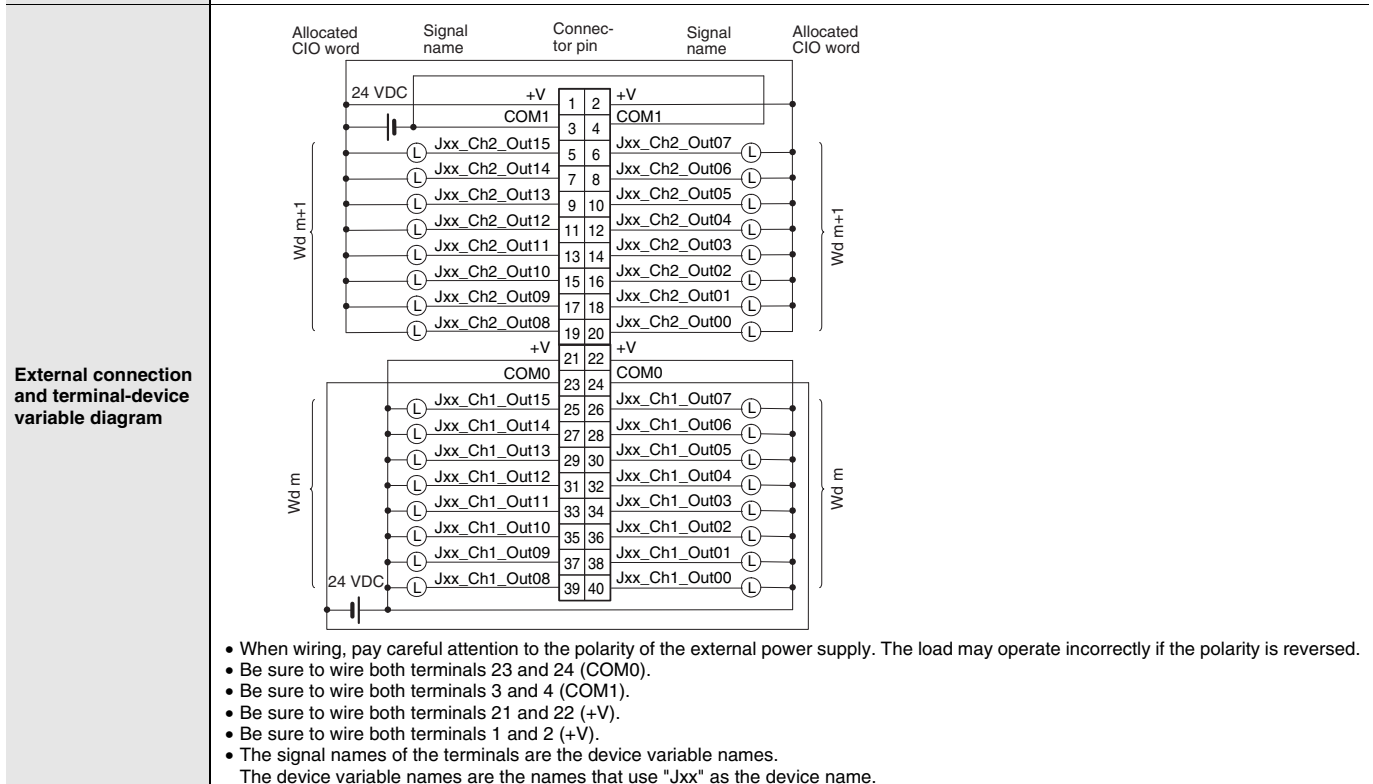 External connection
and terminal-device
variable diagram
Allocated
CIO word
Signal
name
Connec-
tor pin
Signal
name
Allocated
CIO word
24 VDC
+V 1 2 +V
COM1 3 4 COM1
Wd m+1
Wd m+1
L Jxx_Ch2_Out15 5 6 Jxx_Ch2_Out07 L
L Jxx_Ch2_Out14 7 8 Jxx_Ch2_Out06 L
L Jxx_Ch2_Out13 9 10 Jxx_Ch2_Out05 L
L Jxx_Ch2_Out12 11 12 Jxx_Ch2_Out04 L
L Jxx_Ch2_Out11 13 14 Jxx_Ch2_Out03 L
L Jxx_Ch2_Out10 15 16 Jxx_Ch2_Out02 L
L Jxx_Ch2_Out09 17 18 Jxx_Ch2_Out01 L
L Jxx_Ch2_Out08 19 20 Jxx_Ch2_Out00 L
+V 21 22 +V
COM0 23 24 COM0
Wd m
Wd m
L Jxx_Ch1_Out15 25 26 Jxx_Ch1_Out07 L
L Jxx_Ch1_Out14 27 28 Jxx_Ch1_Out06 L
L Jxx_Ch1_Out13 29 30 Jxx_Ch1_Out05 L
L Jxx_Ch1_Out12 31 32 Jxx_Ch1_Out04 L
L Jxx_Ch1_Out11 33 34 Jxx_Ch1_Out03 L
L Jxx_Ch1_Out10 35 36 Jxx_Ch1_Out02 L
L Jxx_Ch1_Out09 37 38 Jxx_Ch1_Out01 L
L Jxx_Ch1_Out08 39 40 Jxx_Ch1_Out00 L
24 VDC
• When wiring, pay careful attention to the polarity of the external power supply. The load may operate incorrectly if the polarity is reversed.
• Be sure to wire both terminals 23 and 24 (COM0).
• Be sure to wire both terminals 3 and 4 (COM1).
• Be sure to wire both terminals 21 and 22 (+V).
• Be sure to wire both terminals 1 and 2 (+V).
• The signal names of the terminals are the device variable names.
The device variable names are the names that use "Jxx" as the device name.